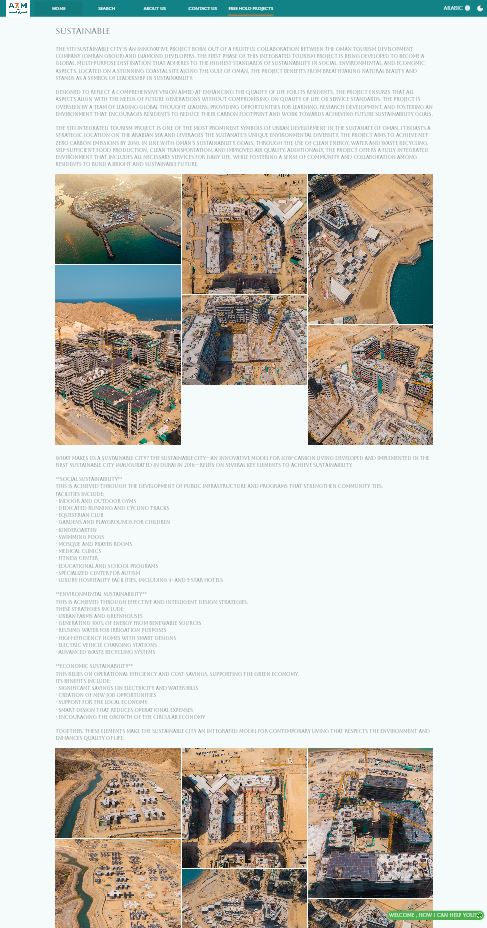 AZM
HOME
SEARCH
ABOUT US
CONTACT US
FREE HOLD PROJECTS
ARABIC
SUSTAINABLE
THE YITI SUSTAINABLE CITY IS AN INNOVATIVE PROJECT BORN OUT OF A FRUITFUL COLLABORATION BETWEEN THE OMAN TOURISM DEVELOPMENT
COMPANY (OMRAN GROUP) AND DIAMOND DEVELOPERS. THE FIRST PHASE OF THIS INTEGRATED TOURISM PROJECT IS BEING DEVELOPED TO BECOME A
GLOBAL, MULTI-PURPOSE DESTINATION THAT ADHERES TO THE HIGHEST STANDARDS OF SUSTAINABILITY IN SOCIAL, ENVIRONMENTAL, AND ECONOMIC
ASPECTS. LOCATED ON A STUNNING COASTAL SITE ALONG THE GULF OF OMAN, THE PROJECT BENEFITS FROM BREATHTAKING NATURAL BEAUTY AND
STANDS AS A SYMBOL OF LEADERSHIP IN SUSTAINABILITY.
DESIGNED TO REFLECT A COMPREHENSIVE VISION AIMED AT ENHANCING THE QUALITY OF LIFE FOR ITS RESIDENTS, THE PROJECT ENSURES THAT ALL
ASPECTS ALIGN WITH THE NEEDS OF FUTURE GENERATIONS WITHOUT COMPROMISING ON QUALITY OF LIFE OR SERVICE STANDARDS. THE PROJECT IS
OVERSEEN BY A TEAM OF LEADING GLOBAL THOUGHT LEADERS, PROVIDING OPPORTUNITIES FOR LEARNING, RESEARCH, DEVELOPMENT, AND FOSTERING AN
ENVIRONMENT THAT ENCOURAGES RESIDENTS TO REDUCE THEIR CARBON FOOTPRINT AND WORK TOWARDS ACHIEVING FUTURE SUSTAINABILITY GOALS.
THE YITI INTEGRATED TOURISM PROJECT IS ONE OF THE MOST PROMINENT SYMBOLS OF URBAN DEVELOPMENT IN THE SULTANATE OF OMAN. IT BOASTS A
STRATEGIC LOCATION ON THE ARABIAN SEA AND LEVERAGES THE SULTANATE'S UNIQUE ENVIRONMENTAL DIVERSITY. THE PROJECT AIMS TO ACHIEVE NET-
ZERO CARBON EMISSIONS BY 2050, IN LINE WITH OMAN'S SUSTAINABILITY GOALS, THROUGH THE USE OF CLEAN ENERGY, WATER AND WASTE RECYCLING,
SELF-SUFFICIENT FOOD PRODUCTION, CLEAN TRANSPORTATION, AND IMPROVED AIR QUALITY. ADDITIONALLY, THE PROJECT OFFERS A FULLY INTEGRATED
ENVIRONMENT THAT INCLUDES ALL NECESSARY SERVICES FOR DAILY LIFE, WHILE FOSTERING A SENSE OF COMMUNITY AND COLLABORATION AMONG
RESIDENTS TO BUILD A BRIGHT AND SUSTAINABLE FUTURE.
WHAT MAKES US A SUSTAINABLE CITY? THE SUSTAINABLE CITY—AN INNOVATIVE MODEL FOR LOW-CARBON LIVING DEVELOPED AND IMPLEMENTED IN THE
FIRST SUSTAINABLE CITY INAUGURATED IN DUBAI IN 2016—RELIES ON SEVERAL KEY ELEMENTS TO ACHIEVE SUSTAINABILITY:
**SOCIAL SUSTAINABILITY**
THIS IS ACHIEVED THROUGH THE DEVELOPMENT OF PUBLIC INFRASTRUCTURE AND PROGRAMS THAT STRENGTHEN COMMUNITY TIES.
FACILITIES INCLUDE:
- INDOOR AND OUTDOOR GYMS
- DEDICATED RUNNING AND CYCLING TRACKS
- EQUESTRIAN CLUB
- GARDENS AND PLAYGROUNDS FOR CHILDREN
- KINDERGARTEN
- SWIMMING POOLS
- MOSQUE AND PRAYER ROOMS
- MEDICAL CLINICS
- FITNESS CENTER
- EDUCATIONAL AND SCHOOL PROGRAMS
- SPECIALIZED CENTER FOR AUTISM
- LUXURY HOSPITALITY FACILITIES, INCLUDING 4- AND 5-STAR HOTELS
**ENVIRONMENTAL SUSTAINABILITY**
THIS IS ACHIEVED THROUGH EFFECTIVE AND INTELLIGENT DESIGN STRATEGIES.
THESE STRATEGIES INCLUDE:
- URBAN FARMS AND GREENHOUSES
- GENERATING 100% OF ENERGY FROM RENEWABLE SOURCES
- REUSING WATER FOR IRRIGATION PURPOSES
- HIGH-EFFICIENCY HOMES WITH SMART DESIGNS
- ELECTRIC VEHICLE CHARGING STATIONS
- ADVANCED WASTE RECYCLING SYSTEMS
**ECONOMIC SUSTAINABILITY**
THIS RELIES ON OPERATIONAL EFFICIENCY AND COST SAVINGS, SUPPORTING THE GREEN ECONOMY.
ITS BENEFITS INCLUDE:
- SIGNIFICANT SAVINGS ON ELECTRICITY AND WATER BILLS
- CREATION OF NEW JOB OPPORTUNITIES
- SUPPORT FOR THE LOCAL ECONOMY
- SMART DESIGN THAT REDUCES OPERATIONAL EXPENSES
- ENCOURAGING THE GROWTH OF THE CIRCULAR ECONOMY
TOGETHER, THESE ELEMENTS MAKE THE SUSTAINABLE CITY AN INTEGRATED MODEL FOR CONTEMPORARY LIVING THAT RESPECTS THE ENVIRONMENT AND
ENHANCES QUALITY OF LIFE.
WELCOME , HOW I CAN HELP YOU?